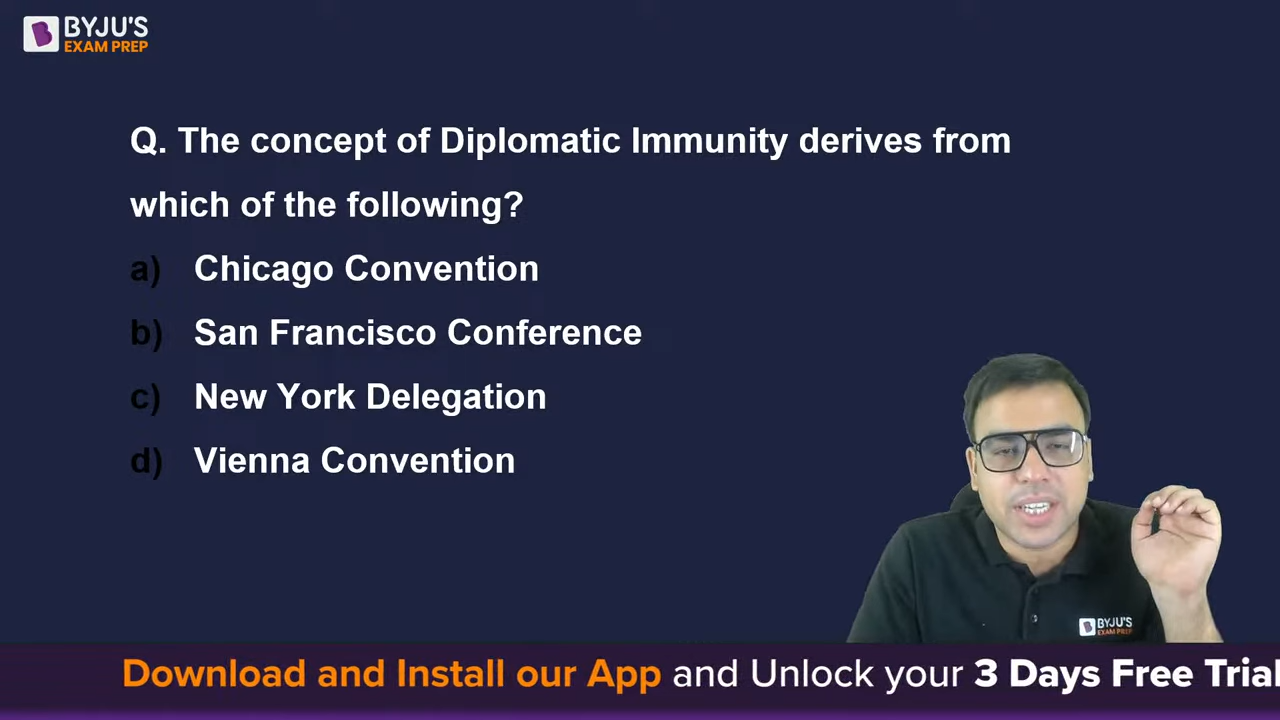 BYJU'S
EXAM PREP
Q. The concept of Diplomatic Immunity derives from
which of the following?
a) Chicago Convention
b) San Francisco Conference
c) New York Delegation
d) Vienna Convention
BYJU'S
EXAM PREP
Download and Install our App and Unlock your 3 Days Free Trial